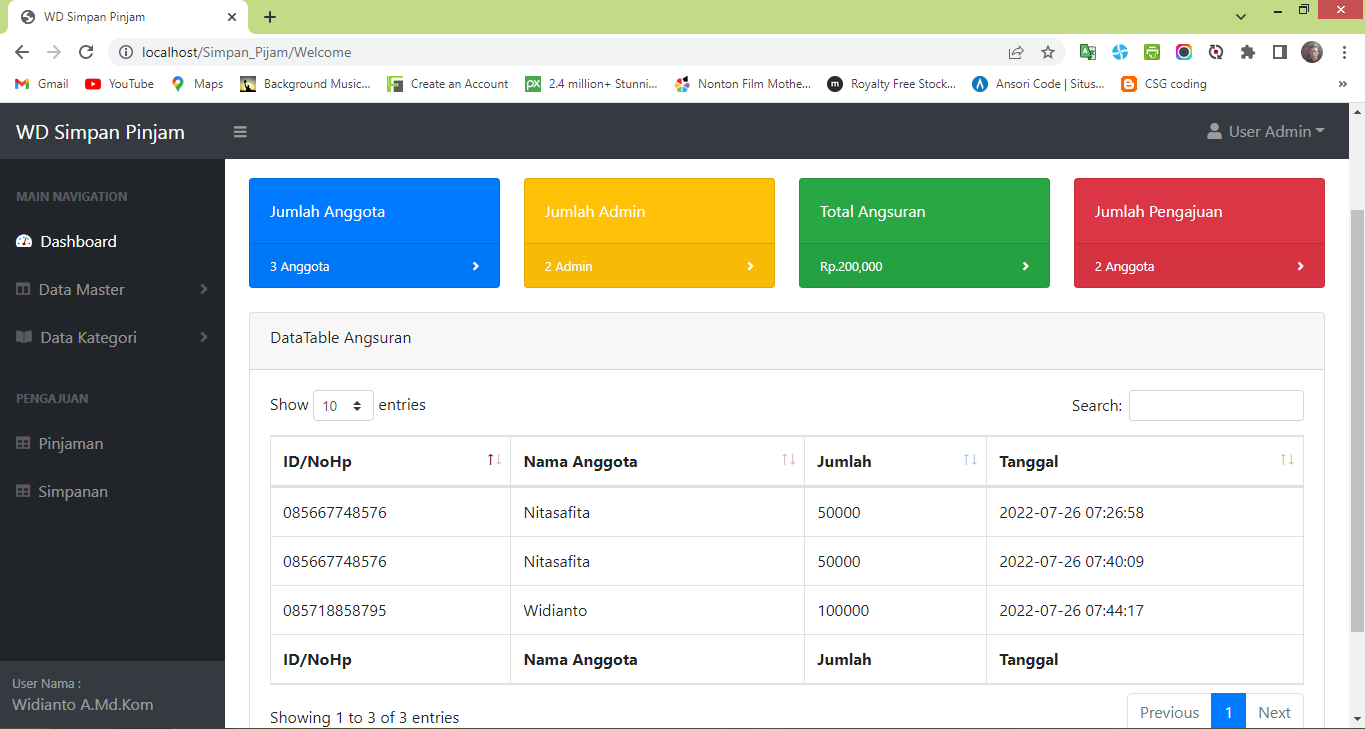 WD Simpan Pinjam
localhost/Simpan_Pijam/Welcome
Gmail YouTube Maps Background Music... Create an Account 2.4 million+ Stunni... Nonton Film Mothe... Royalty Free Stock... Ansori Code | Situs... CSG coding »
WD Simpan Pinjam User Admin
MAIN NAVIGATION
Dashboard
Data Master
Data Kategori
PENGAJUAN
Pinjaman
Simpanan
User Nama :
Widianto A.Md.Kom
Jumlah Anggota
3 Anggota
Jumlah Admin
2 Admin
Total Angsuran
Rp.200,000
Jumlah Pengajuan
2 Anggota
DataTable Angsuran
Show 10 entries Search:
ID/NoHp Nama Anggota Jumlah Tanggal
085667748576 Nitasafita 50000 2022-07-26 07:26:58
085667748576 Nitasafita 50000 2022-07-26 07:40:09
085718858795 Widianto 100000 2022-07-26 07:44:17
ID/NoHp Nama Anggota Jumlah Tanggal
Showing 1 to 3 of 3 entries Previous 1 Next